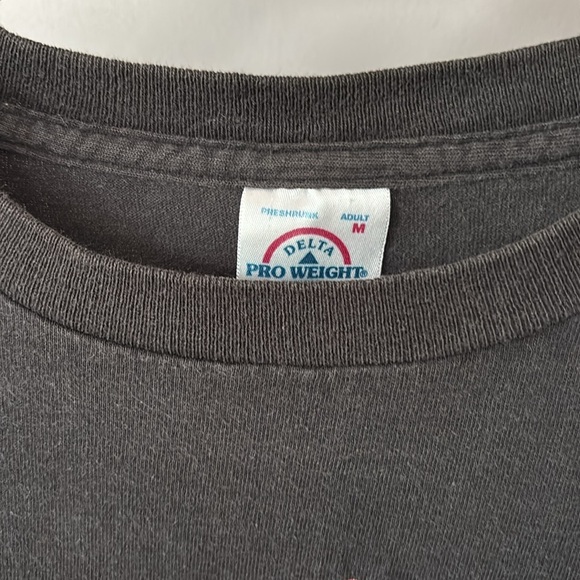 PRESHRUNK ADULT
M
DELTA
PRO WEIGHT®